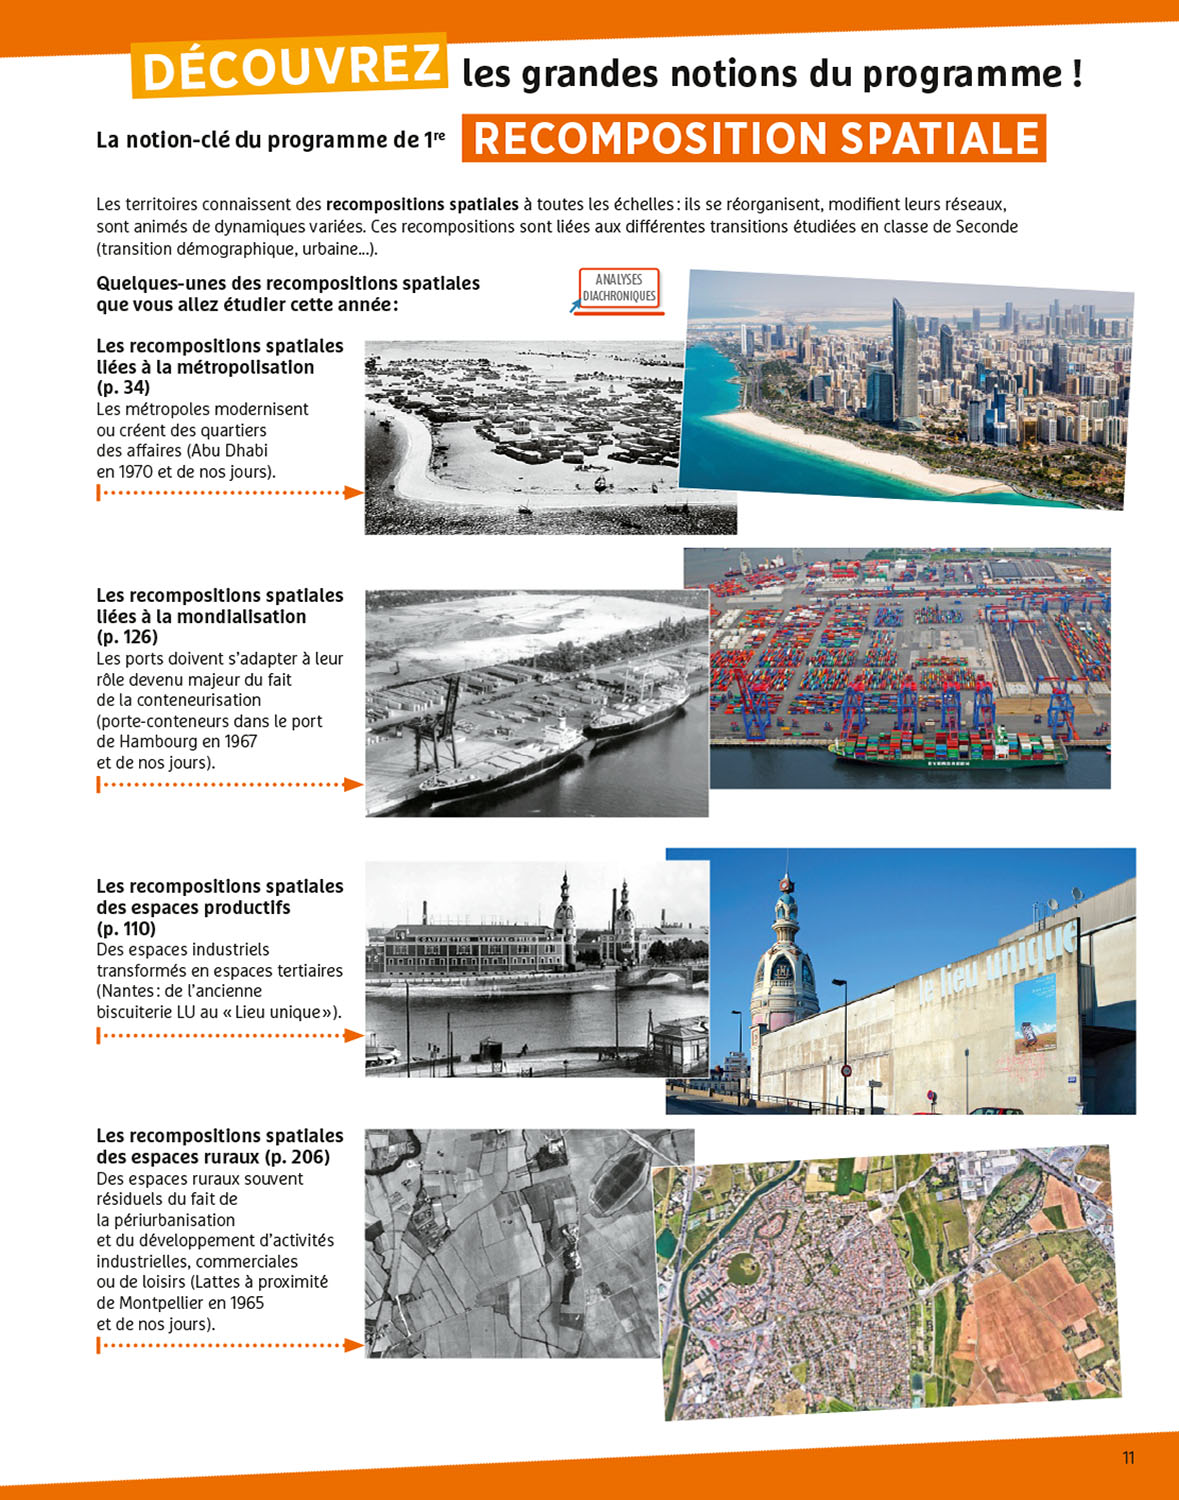 DÉCOUVREZ les grandes notions du programme !
La notion-clé du programme de 1re RECOMPOSITION SPATIALE
Les territoires connaissent des recompositions spatiales à toutes les échelles : ils se réorganisent, modifient leurs réseaux,
sont animés de dynamiques variées. Ces recompositions sont liées aux différentes transitions étudiées en classe de Seconde
(transition démographique, urbaine...).
Quelques-unes des recompositions spatiales
que vous allez étudier cette année :
ANALYSES
DIACHRONIQUES
Les recompositions spatiales
liées à la métropolisation
(p. 34)
Les métropoles modernisent
ou créent des quartiers
des affaires (Abu Dhabi
en 1970 et de nos jours).
Les recompositions spatiales
liées à la mondialisation
(p. 126)
Les ports doivent s’adapter à leur
rôle devenu majeur du fait
de la conteneurisation
(porte-conteneurs dans le port
de Hambourg en 1967
et de nos jours).
EVERGREEN
Les recompositions spatiales
des espaces productifs
(p. 110)
Des espaces industriels
transformés en espaces tertiaires
(Nantes : de l’ancienne
biscuiterie LU au « Lieu unique »).
le lieu unique
Les recompositions spatiales
des espaces ruraux (p. 206)
Des espaces ruraux souvent
résiduels du fait de
la périurbanisation
et du développement d’activités
industrielles, commerciales
ou de loisirs (Lattes à proximité
de Montpellier en 1965
et de nos jours).
11